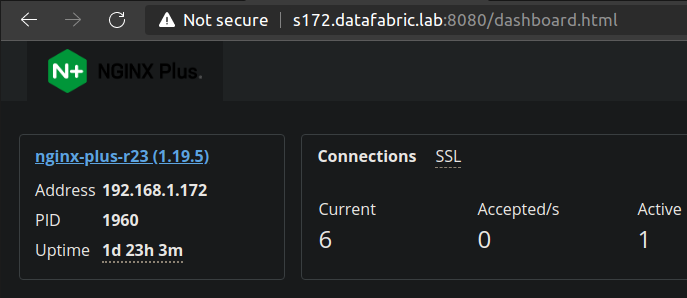 Not secure | s172.datafabric.lab:8080/dashboard.html
N+ NGINX Plus.
nginx-plus-r23 (1.19.5)
Address 192.168.1.172
PID 1960
Uptime 1d 23h 3m
Connections SSL
Current Accepted/s Active
6 0 1